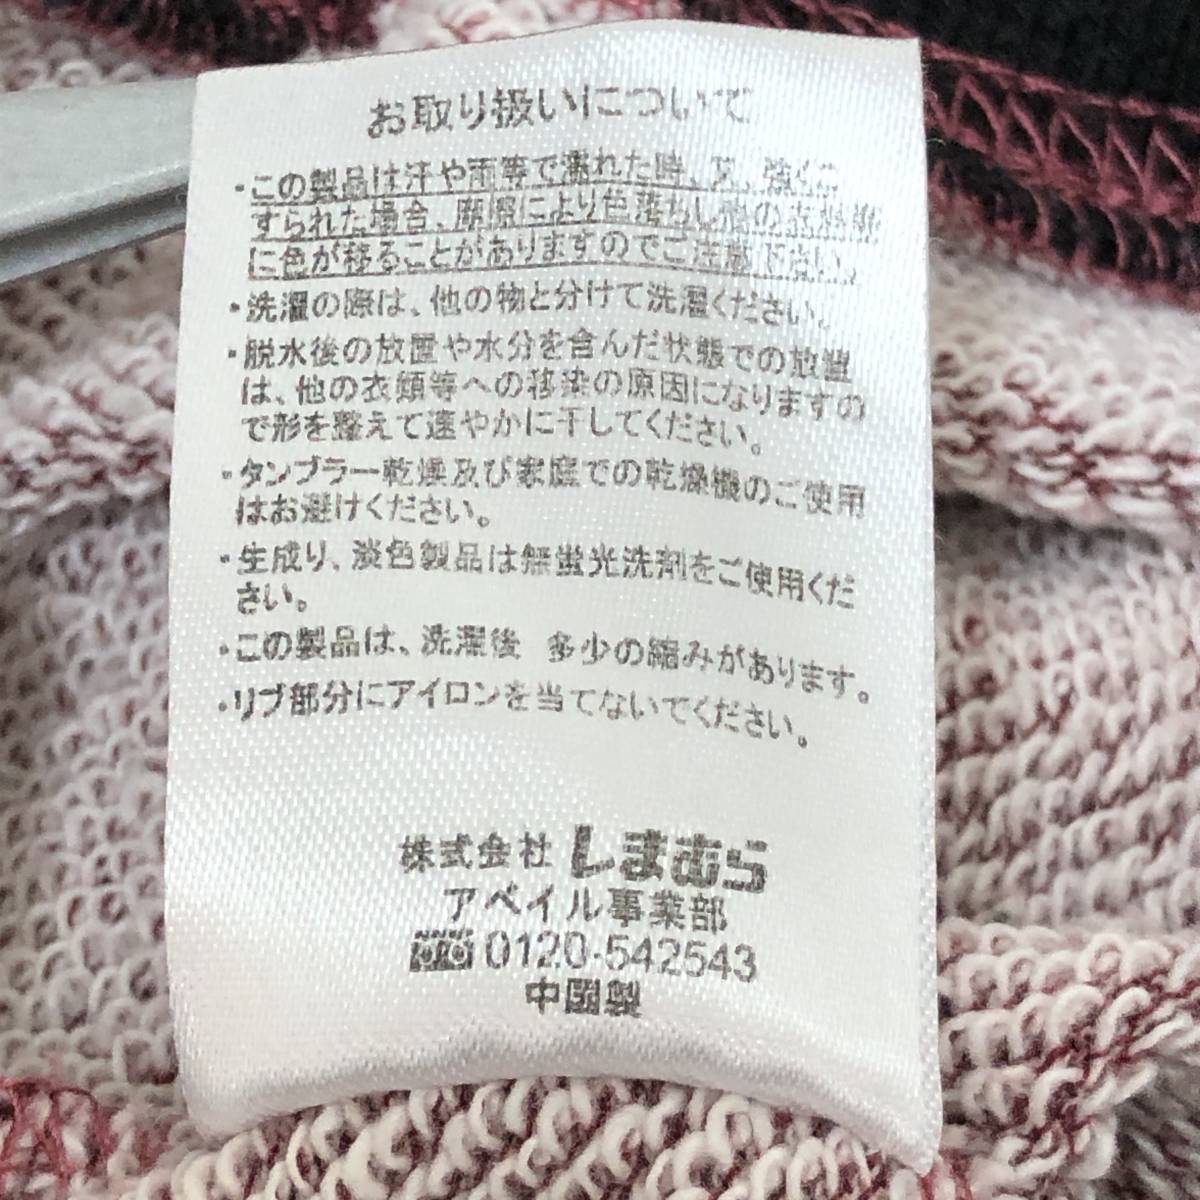 お取り扱いについて
・この製品は汗や雨等で濡れた時、又、強くこ
すられた場合、摩擦により色落ちし他の衣料等
に色が移ることがありますのでご注意下さい。
・洗濯の際は、他の物と分けて洗濯ください。
・脱水後の放置や水分を含んだ状態での放置
は、他の衣類等への移染の原因になりますの
で形を整えて速やかに干してください。
・タンブラー乾燥及び家庭での乾燥機のご使用
はお避けください。
・生成り、淡色製品は無蛍光洗剤をご使用くだ
さい。
・この製品は、洗濯後 多少の縮みがあります。
・リブ部分にアイロンを当てないでください。
株式会社 しまむら
アベイル事業部
0120-542543
中国製